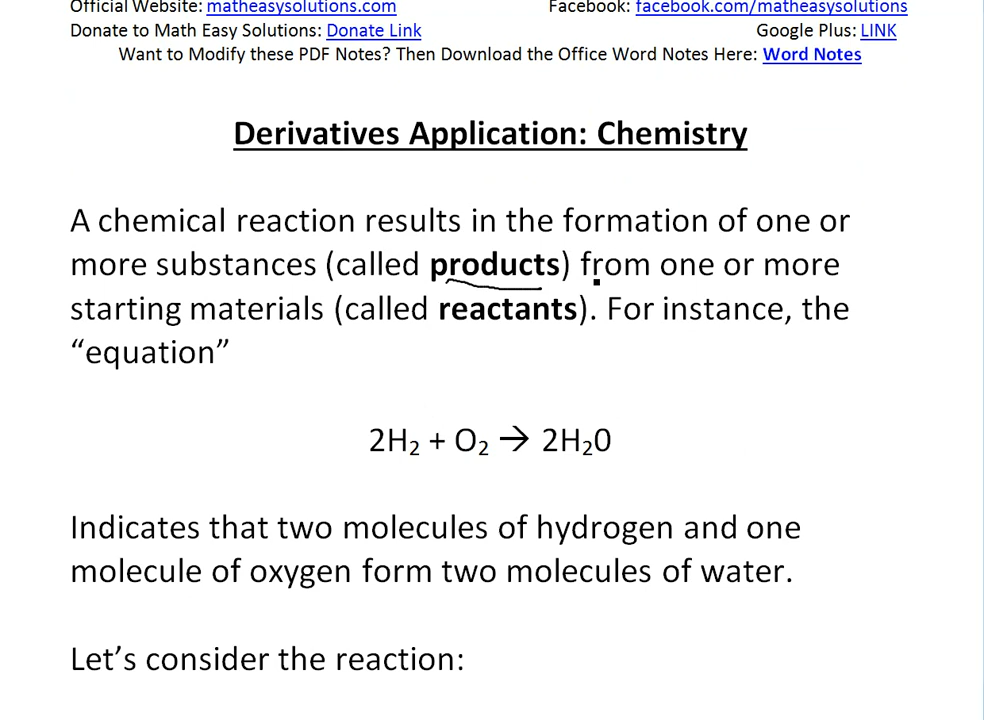 Official Website: matheasysolutions.com Facebook: facebook.com/matheasysolutions
Donate to Math Easy Solutions: Donate Link Google Plus: LINK
Want to Modify these PDF Notes? Then Download the Office Word Notes Here: Word Notes
Derivatives Application: Chemistry
A chemical reaction results in the formation of one or
more substances (called products) from one or more
starting materials (called reactants). For instance, the
“equation”
2H₂ + O₂ → 2H₂0
Indicates that two molecules of hydrogen and one
molecule of oxygen form two molecules of water.
Let’s consider the reaction: